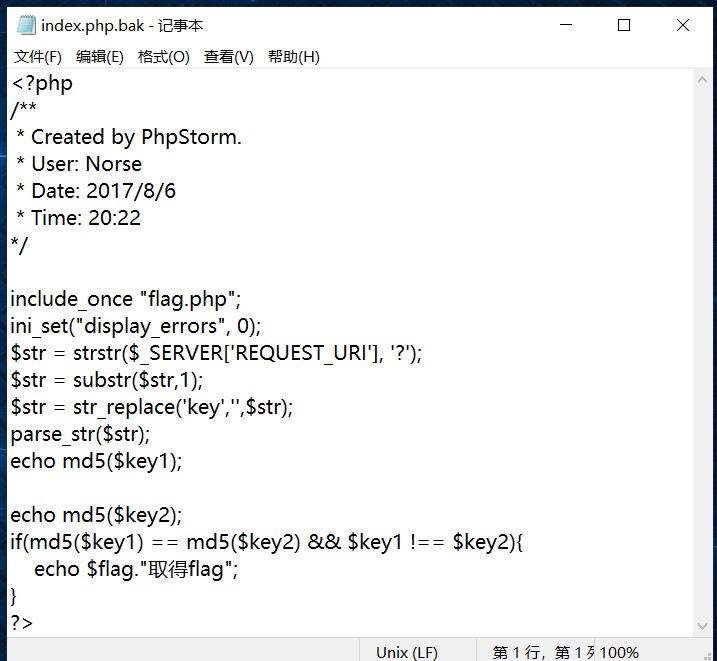 index.php.bak - 记事本
文件(F) 编辑(E) 格式(O) 查看(V) 帮助(H)
<?php
/**
 * Created by PhpStorm.
 * User: Norse
 * Date: 2017/8/6
 * Time: 20:22
*/

include_once "flag.php";
ini_set("display_errors", 0);
$str = strstr($_SERVER['REQUEST_URI'], '?');
$str = substr($str,1);
$str = str_replace('key','',$str);
parse_str($str);
echo md5($key1);

echo md5($key2);
if(md5($key1) == md5($key2) && $key1 !== $key2){
    echo $flag."取得flag";
}
?>
Unix (LF) 第 1 行，第 1 列 100%